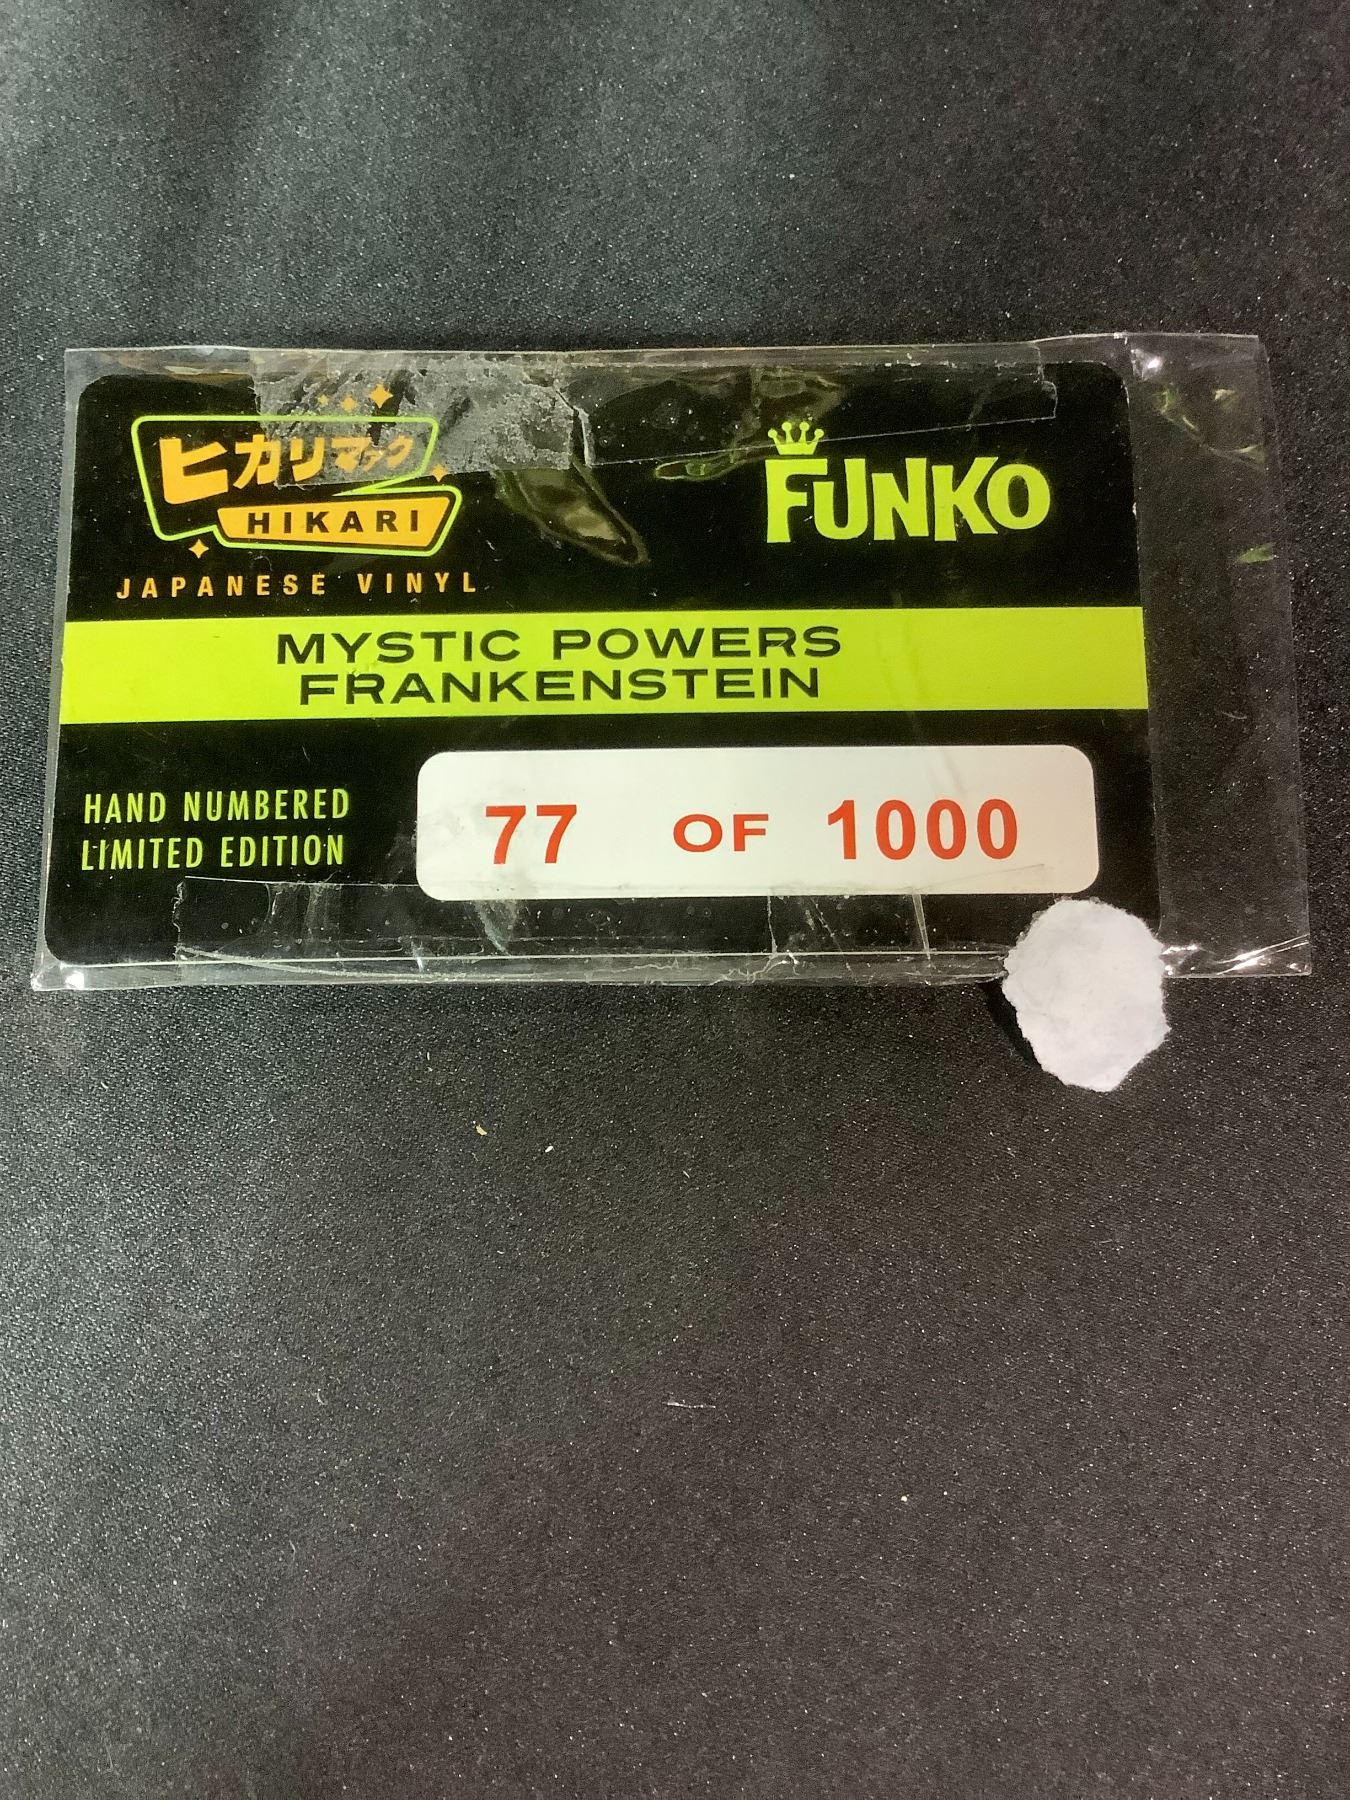 ヒカリマック
HIKARI
JAPANESE VINYL
FUNKO
MYSTIC POWERS
FRANKENSTEIN
HAND NUMBERED
LIMITED EDITION
77 OF 1000